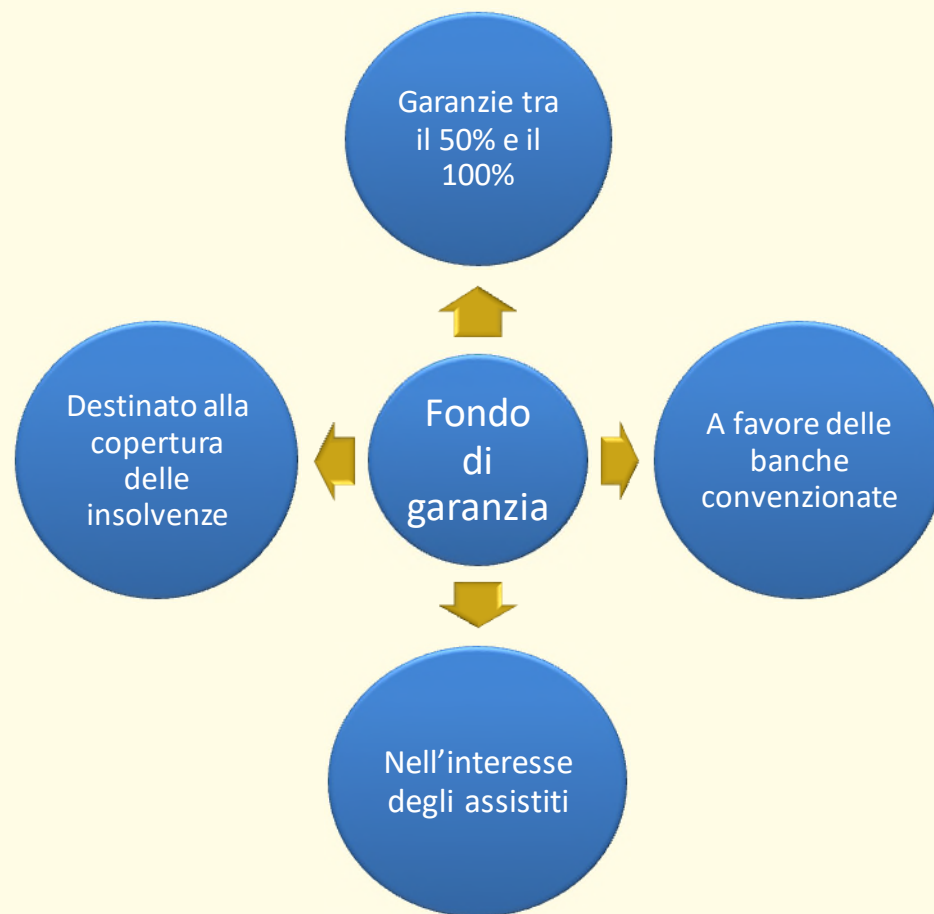 Garanzie tra
il 50% e il
100%
Destinato alla
copertura
delle
insolvenze
Fondo
di
garanzia
A favore delle
banche
convenzionate
Nell’interesse
degli assistiti